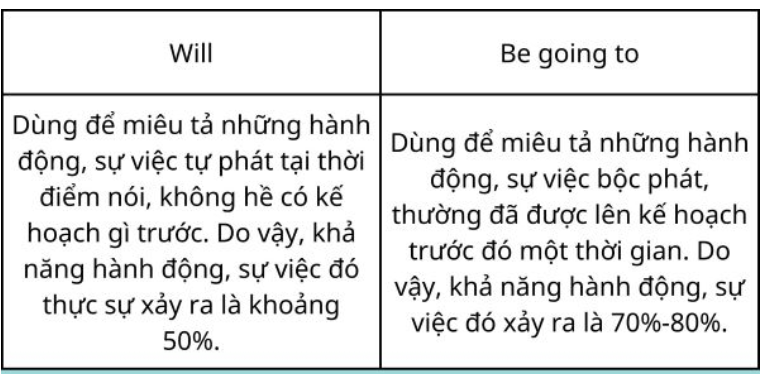 Will
Be going to
Dùng để miêu tả những hành
động, sự việc tự phát tại thời
điểm nói, không hề có kế
hoạch gì trước. Do vậy, khả
năng hành động, sự việc đó
thực sự xảy ra là khoảng
50%.
Dùng để miêu tả những hành
động, sự việc bộc phát,
thường đã được lên kế hoạch
trước đó một thời gian. Do
vậy, khả năng hành động, sự
việc đó xảy ra là 70%-80%.